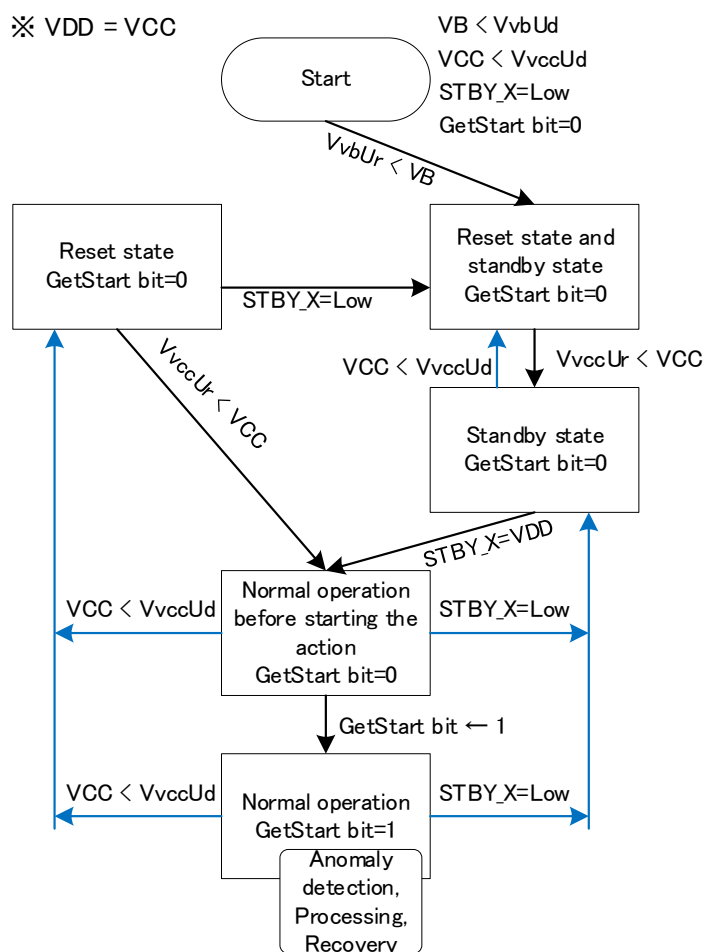 ※ VDD = VCC
VB < VvbUd
VCC < VvccUd
STBY_X=Low
GetStart bit=0
Start
VvbUr < VB
Reset state
GetStart bit=0
STBY_X=Low
Reset state and
standby state
GetStart bit=0
VvccUr < VCC
VCC < VvccUd
VvccUr < VCC
Standby state
GetStart bit=0
STBY_X=VDD
VCC < VvccUd
Normal operation
before starting the
action
GetStart bit=0
STBY_X=Low
GetStart bit ← 1
VCC < VvccUd
Normal operation
GetStart bit=1
STBY_X=Low
Anomaly
detection,
Processing,
Recovery